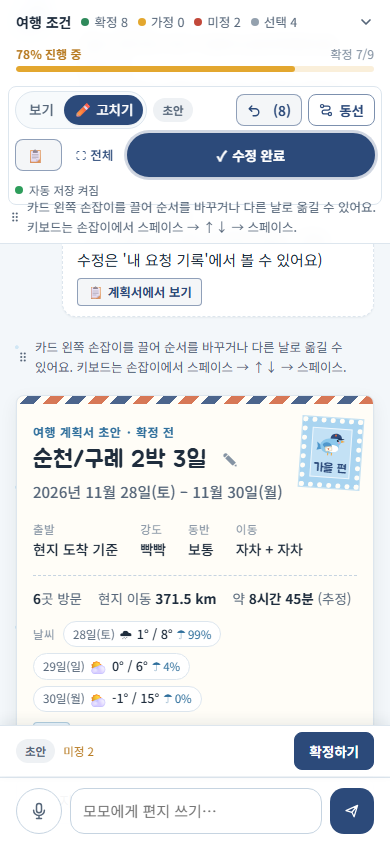 여행 조건 확정 8 가정 0 미정 2 선택 4
78% 진행 중 확정 7/9
보기 고치기 초안 (8) 동선
전체 ✓ 수정 완료
자동 저장 켜짐
카드 왼쪽 손잡이를 끌어 순서를 바꾸거나 다른 날로 옮길 수 있어요.
키보드는 손잡이에서 스페이스 → ↑↓ → 스페이스.
수정은 '내 요청 기록'에서 볼 수 있어요)
계획서에서 보기
카드 왼쪽 손잡이를 끌어 순서를 바꾸거나 다른 날로 옮길 수
있어요. 키보드는 손잡이에서 스페이스 → ↑↓ → 스페이스.
여행 계획서 초안 · 확정 전
순천/구례 2박 3일
가을 편
2026년 11월 28일(토) – 11월 30일(월)
출발 강도 동반 이동
현지 도착 기준 빡빡 보통 자차 + 자차
6곳 방문 현지 이동 371.5 km 약 8시간 45분 (추정)
날씨 28일(토) 1° / 8° 99%
29일(일) 0° / 6° 4%
30일(월) -1° / 15° 0%
초안 미정 2 확정하기
모모에게 편지 쓰기…